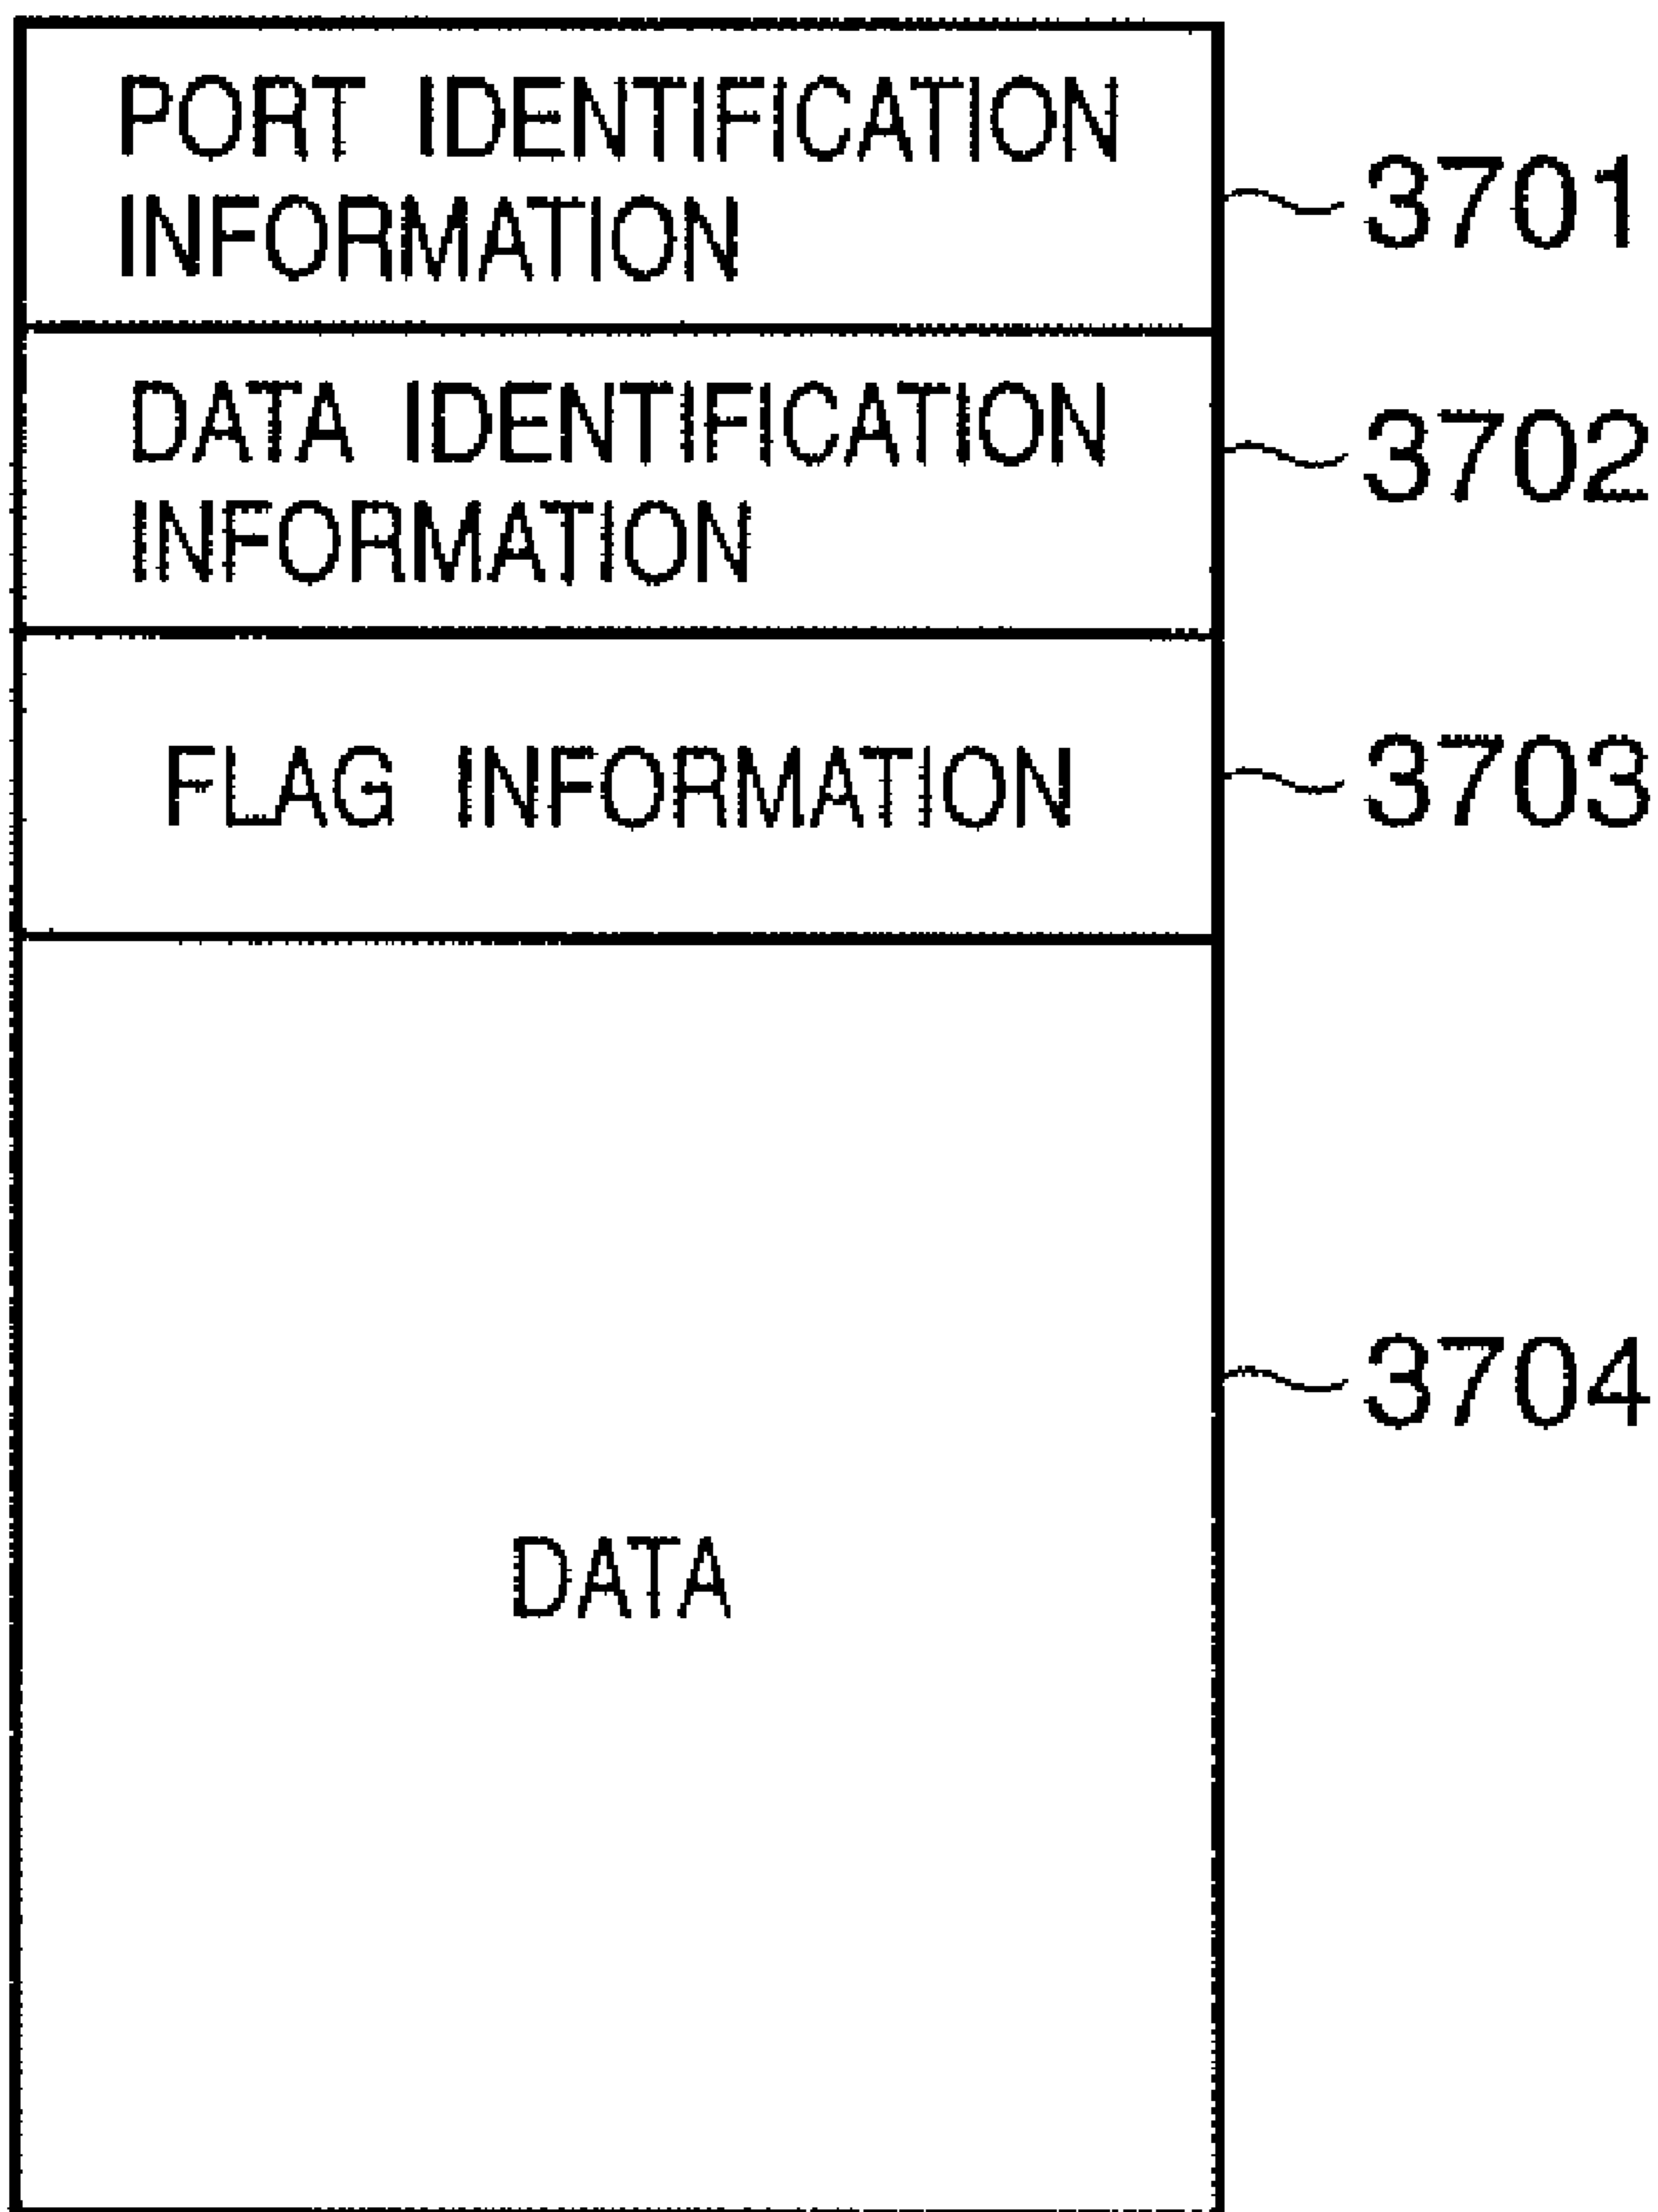 PORT IDENTIFICATION
INFORMATION
3701
DATA IDENTIFICATION
INFORMATION
3702
FLAG INFORMATION
3703
DATA
3704